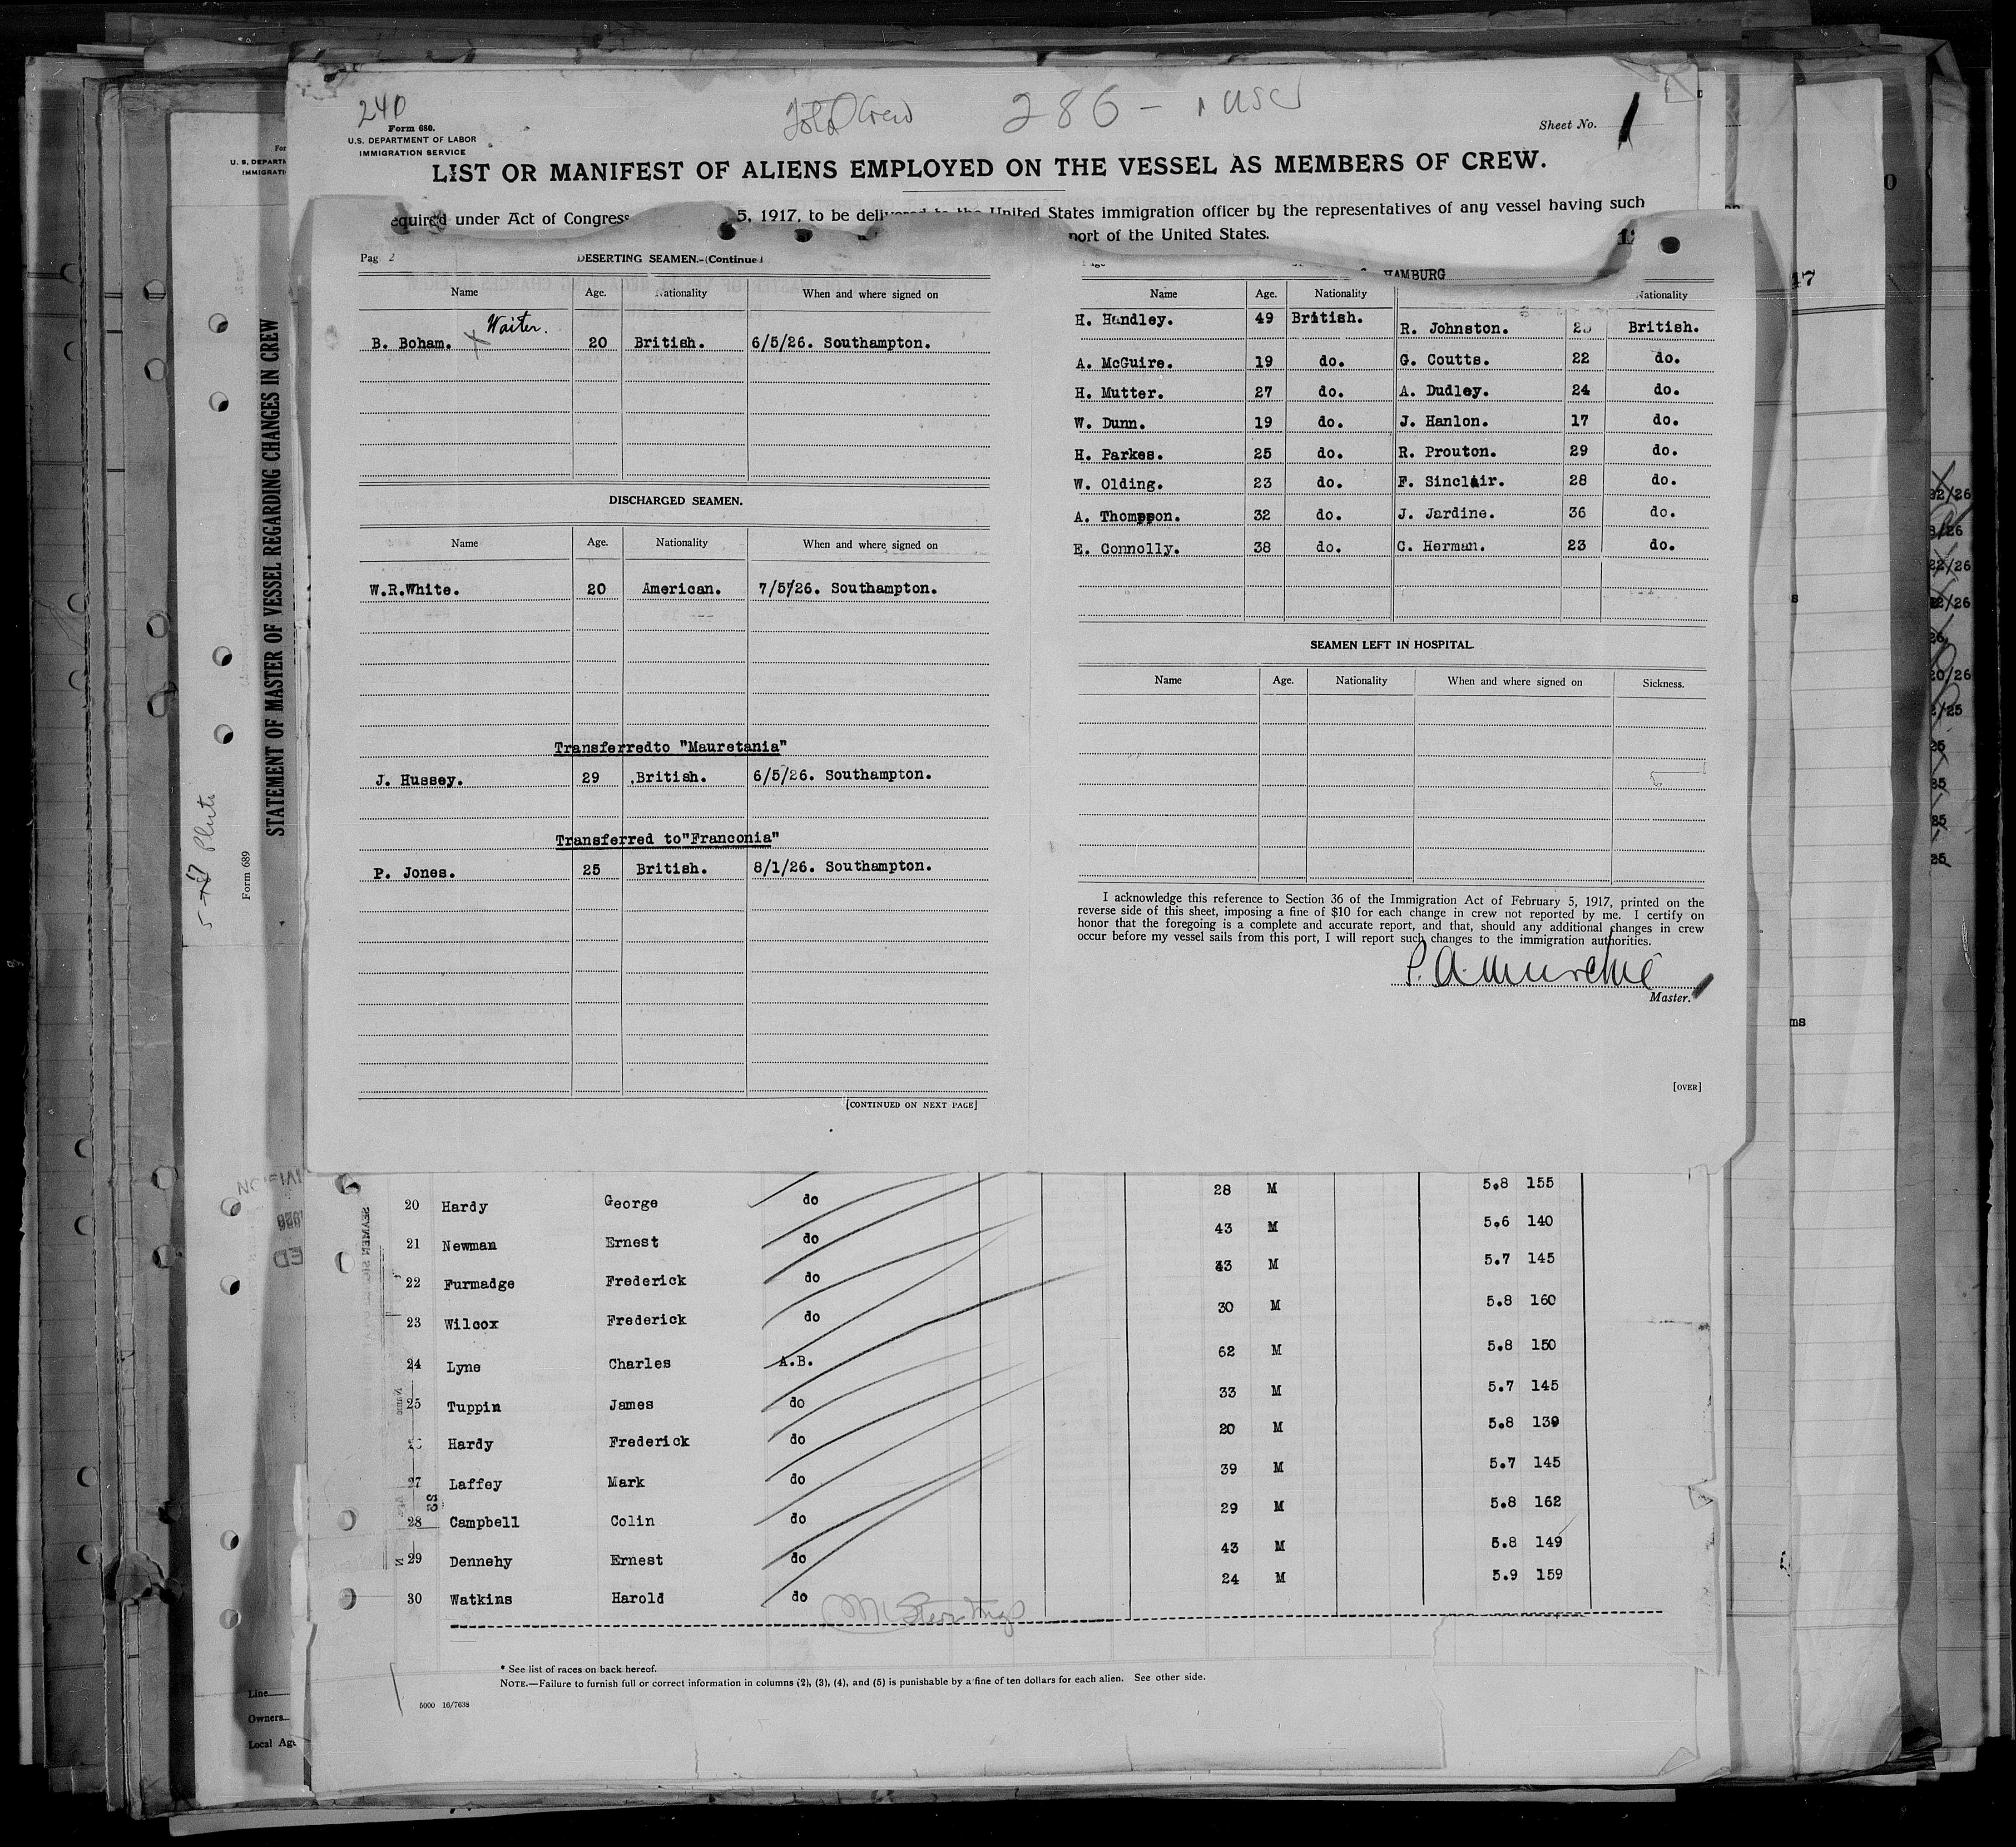 240
Total Crew 286 -
Form 680.
U.S. DEPARTMENT OF LABOR
IMMIGRATION SERVICE
Sheet No. 1
LIST OR MANIFEST OF ALIENS EMPLOYED ON THE VESSEL AS MEMBERS OF CREW.
equired under Act of Congress 5, 1917, to be delivered to the United States immigration officer by the representatives of any vessel having such
port of the United States.
Pag 2
DESERTING SEAMEN.-(Continued
Name Age. Nationality When and where signed on
Waiter.
B. Boham. X 20 British. 6/5/26. Southampton.
DISCHARGED SEAMEN.
Name Age. Nationality When and where signed on
W.R.White. 20 American. 7/5/26. Southampton.
Transferredto "Mauretania"
J. Hussey. 29 British. 6/5/26. Southampton.
Transferred to"Franconia"
P. Jones. 25 British. 8/1/26. Southampton.
[CONTINUED ON NEXT PAGE]
HAMBURG
Name Age. Nationality Nationality
H. Handley. 49 British. R. Johnston. British.
A. McGuire. 19 do. G. Coutts. 22 do.
H. Mutter. 27 do. A. Dudley. 24 do.
W. Dunn. 19 do. J. Hanlon. 17 do.
H. Parkes. 25 do. R. Prouton. 29 do.
W. Olding. 23 do. F. Sinclair. 28 do.
A. Thomppon. 32 do. J. Jardine. 36 do.
E. Connolly. 38 do. C. Herman. 23 do.
SEAMEN LEFT IN HOSPITAL.
Name Age. Nationality When and where signed on Sickness.
I acknowledge this reference to Section 36 of the Immigration Act of February 5, 1917, printed on the
reverse side of this sheet, imposing a fine of $10 for each change in crew not reported by me. I certify on
honor that the foregoing is a complete and accurate report, and that, should any additional changes in crew
occur before my vessel sails from this port, I will report such changes to the immigration authorities.
P. A. Murchie
Master.
[OVER]
20 Hardy George do 28 M 5.8 155
21 Newman Ernest do 43 M 5.6 140
22 Furmadge Frederick do 43 M 5.7 145
23 Wilcox Frederick do 30 M 5.8 160
24 Lyne Charles A.B. 62 M 5.8 150
25 Tuppin James do 33 M 5.7 145
26 Hardy Frederick do 20 M 5.8 139
27 Laffey Mark do 39 M 5.7 145
28 Campbell Colin do 29 M 5.8 162
29 Dennehy Ernest do 43 M 5.8 149
30 Watkins Harold do 24 M 5.9 159
* See list of races on back hereof.
NOTE.—Failure to furnish full or correct information in columns (2), (3), (4), and (5) is punishable by a fine of ten dollars for each alien. See other side.
5000 16/7638
STATEMENT OF MASTER OF VESSEL REGARDING CHANGES IN CREW
Form 689
U. S. DEPARTM
IMMIGRATI
Line
Owners
Local Age